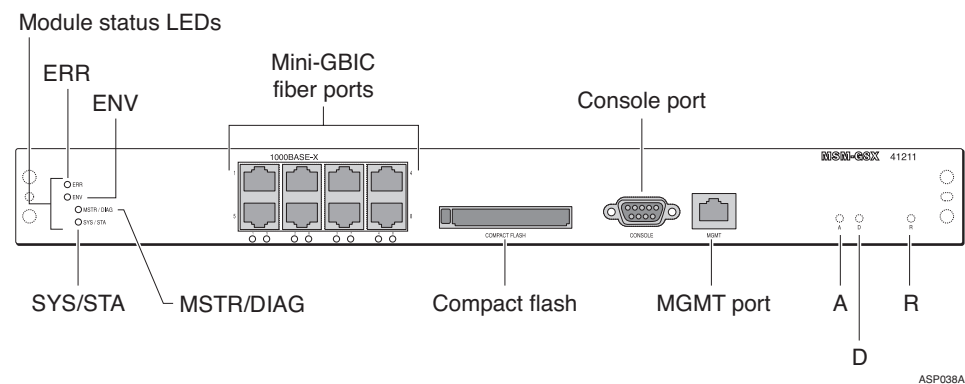 Module status LEDs
ERR
ENV
Mini-GBIC
fiber ports
Console port
1000BASE-X
MSM-G8X 41211
1
4
5
8
ERR
ENV
MSTR / DIAG
SYS / STA
COMPACT FLASH
CONSOLE
MGMT
A
D
R
SYS/STA
MSTR/DIAG
Compact flash
MGMT port
A
R
D
ASP038A